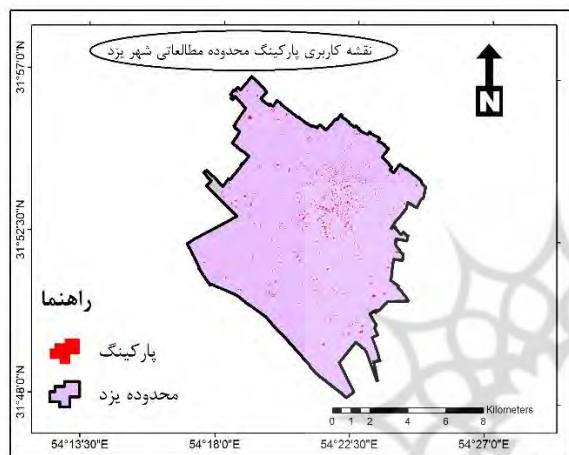 نقشه کاربری پارکینگ محدوده مطالعاتی شهر یزد
N
31°57'0"N
31°52'30"N
31°48'0"N
راهنما
پارکینگ
محدوده یزد
Kilometers
0 1 2 4 6 8
54°13'30"E 54°18'0"E 54°22'30"E 54°27'0"E